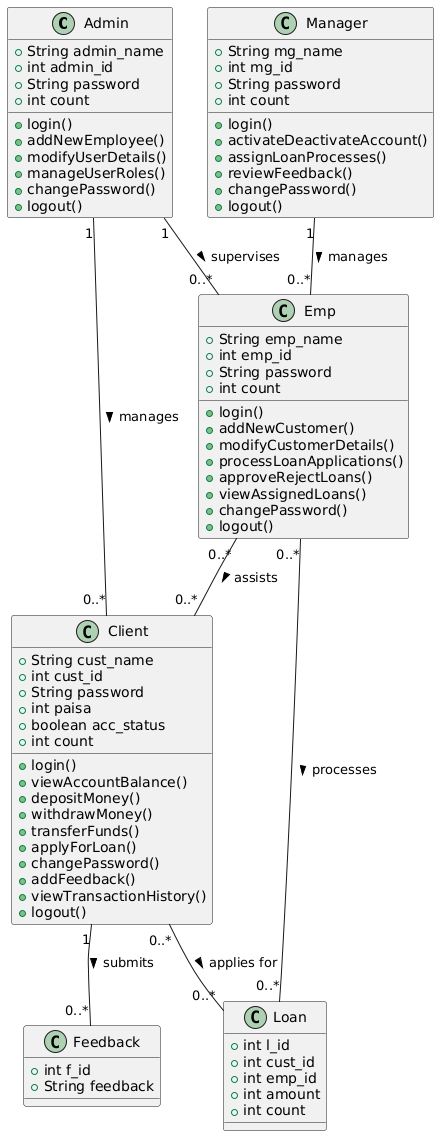 C Admin
String admin_name
int admin_id
String password
int count
login()
addNewEmployee()
modifyUserDetails()
manageUserRoles()
changePassword()
logout()
C Manager
String mg_name
int mg_id
String password
int count
login()
activateDeactivateAccount()
assignLoanProcesses()
reviewFeedback()
changePassword()
logout()
1
1
1
supervises
manages
0..*
0..*
C Emp
String emp_name
int emp_id
String password
int count
login()
addNewCustomer()
modifyCustomerDetails()
processLoanApplications()
approveRejectLoans()
viewAssignedLoans()
changePassword()
logout()
manages
0..*
0..*
assists
0..*
0..*
C Client
String cust_name
int cust_id
String password
int paisa
boolean acc_status
int count
login()
viewAccountBalance()
depositMoney()
withdrawMoney()
transferFunds()
applyForLoan()
changePassword()
addFeedback()
viewTransactionHistory()
logout()
processes
1
0..*
submits
applies for
0..*
0..*
0..*
C Feedback
int f_id
String feedback
C Loan
int l_id
int cust_id
int emp_id
int amount
int count